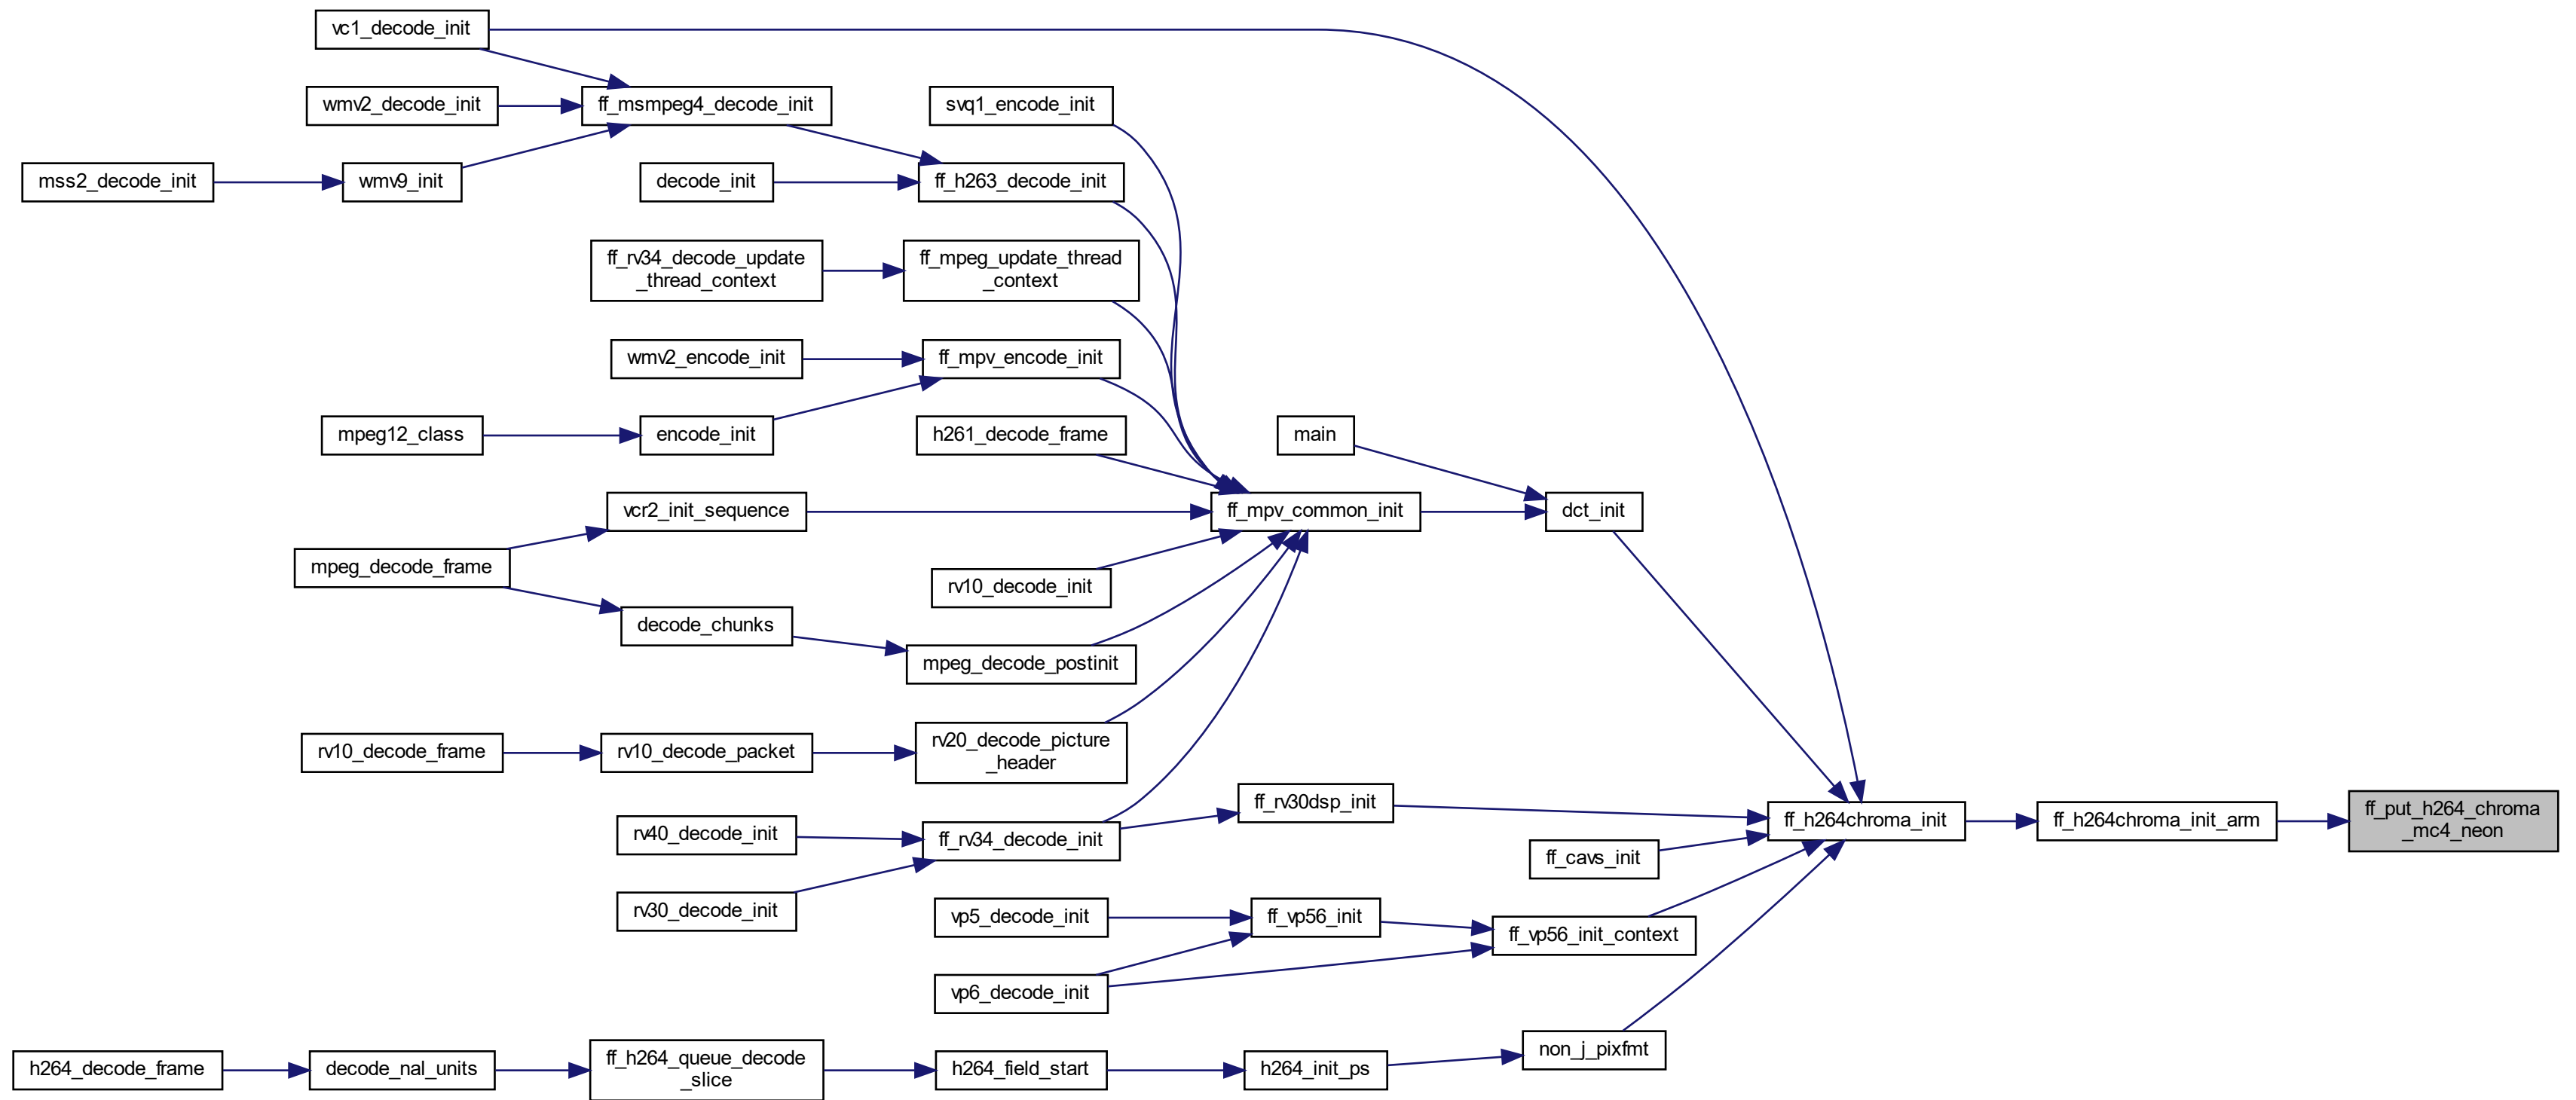 vc1_decode_init
wmv2_decode_init
ff_msmpeg4_decode_init
svq1_encode_init
mss2_decode_init
wmv9_init
decode_init
ff_h263_decode_init
ff_rv34_decode_update
_thread_context
ff_mpeg_update_thread
_context
wmv2_encode_init
ff_mpv_encode_init
mpeg12_class
encode_init
h261_decode_frame
main
vcr2_init_sequence
ff_mpv_common_init
dct_init
mpeg_decode_frame
rv10_decode_init
decode_chunks
mpeg_decode_postinit
rv10_decode_frame
rv10_decode_packet
rv20_decode_picture
_header
ff_rv30dsp_init
rv40_decode_init
ff_rv34_decode_init
ff_h264chroma_init
ff_h264chroma_init_arm
ff_put_h264_chroma
_mc4_neon
ff_cavs_init
rv30_decode_init
vp5_decode_init
ff_vp56_init
ff_vp56_init_context
vp6_decode_init
non_j_pixfmt
h264_decode_frame
decode_nal_units
ff_h264_queue_decode
_slice
h264_field_start
h264_init_ps